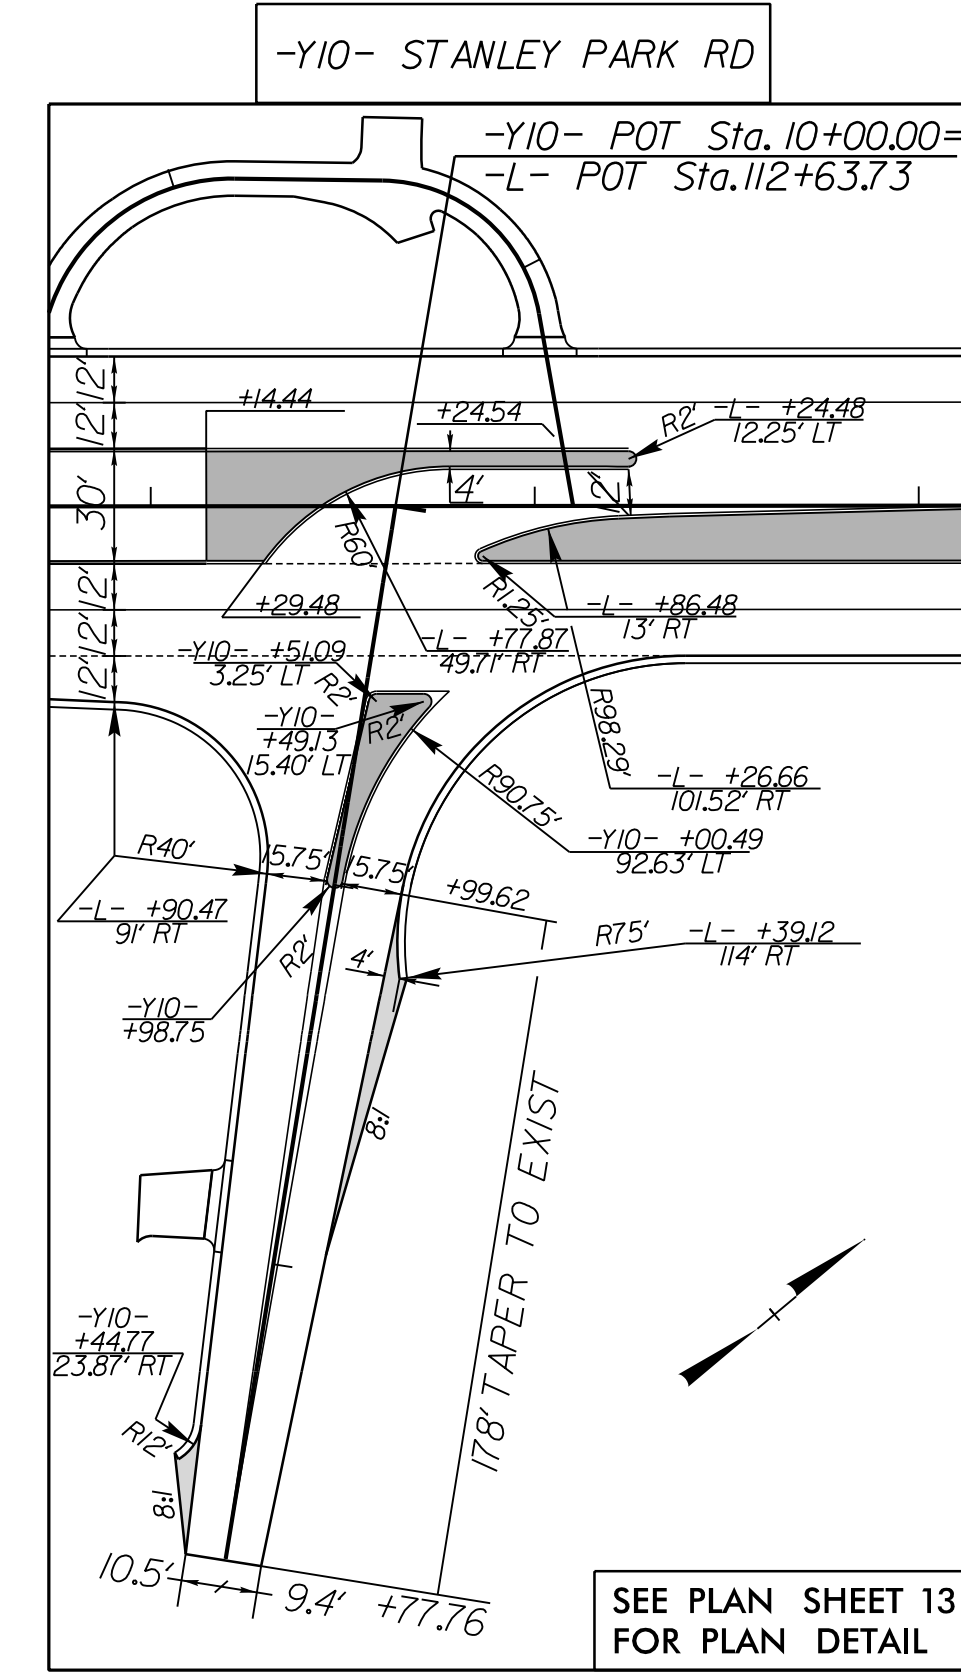 -Y10- STANLEY PARK RD
-Y10- POT Sta. 10+00.00=
-L- POT Sta. 112+63.73
12'
12'
30'
12'
12'
12'
+14.44
+24.54
R2'
-L- +24.48
12.25' LT
4'
12'
R60'
+29.48
R1.25'
-L- +86.48
13' RT
-L- +77.87
49.71' RT
-Y10- +51.09
3.25' LT
R2'
-Y10-
+49.13
15.40' LT
R2'
R98.29'
-L- +26.66
101.52' RT
R90.75'
-Y10- +00.49
92.63' LT
R40'
15.75'
15.75'
+99.62
-L- +90.47
91' RT
R2'
R75'
-L- +39.12
114' RT
4'
-Y10-
+98.75
8:1
178' TAPER TO EXIST
-Y10-
+44.77
23.87' RT
R12'
8:1
10.5'
9.4'
+77.76
SEE PLAN SHEET 13
FOR PLAN DETAIL